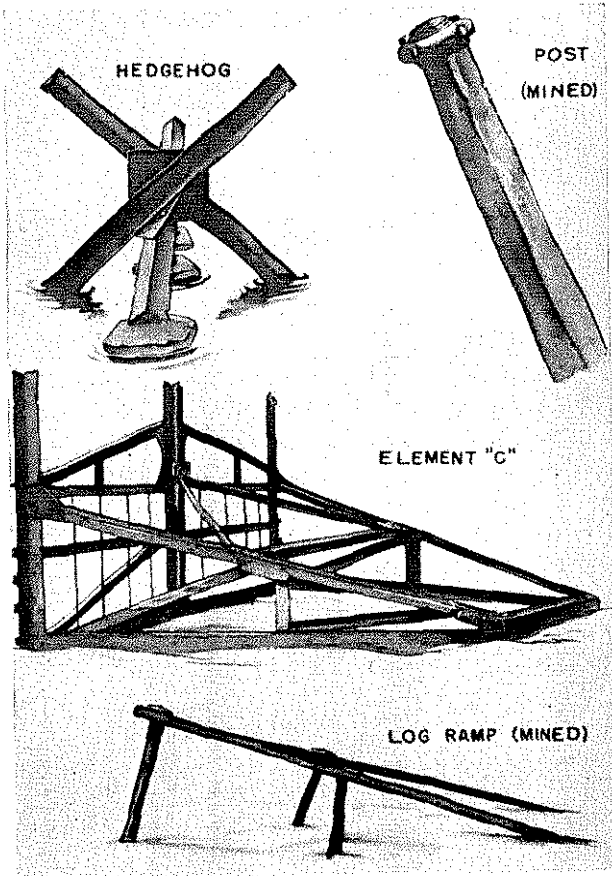 HEDGEHOG
POST
(MINED)
ELEMENT "C"
LOG RAMP (MINED)